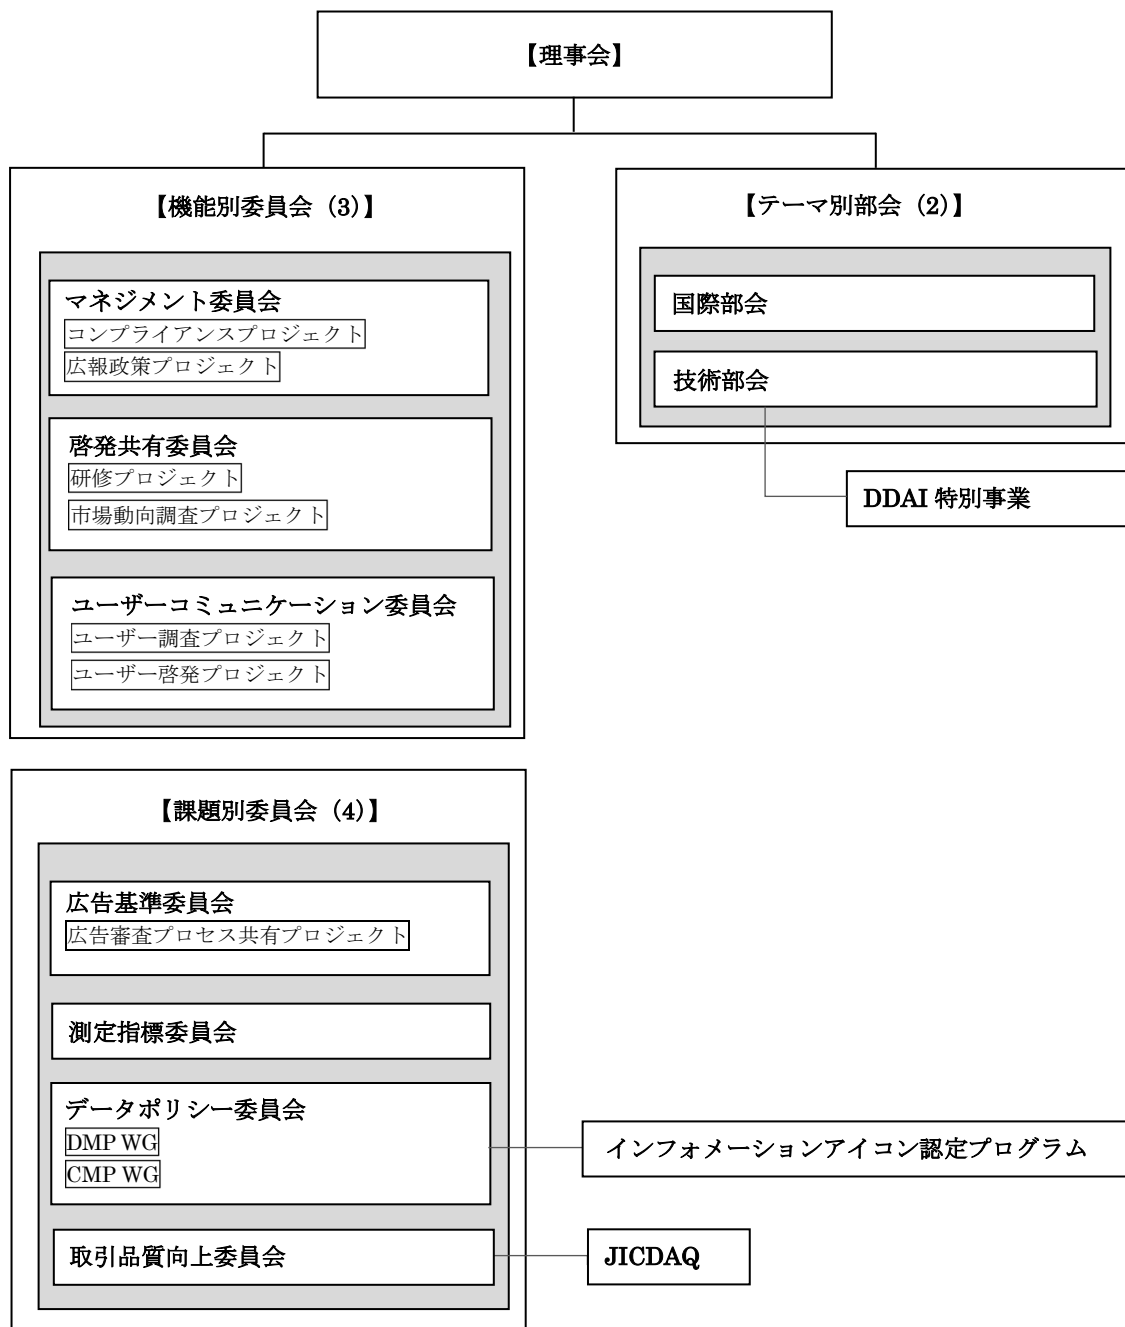 【理事会】
【機能別委員会（3）】
マネジメント委員会
コンプライアンスプロジェクト
広報政策プロジェクト
啓発共有委員会
研修プロジェクト
市場動向調査プロジェクト
ユーザーコミュニケーション委員会
ユーザー調査プロジェクト
ユーザー啓発プロジェクト
【テーマ別部会（2）】
国際部会
技術部会
DDAI 特別事業
【課題別委員会（4）】
広告基準委員会
広告審査プロセス共有プロジェクト
測定指標委員会
データポリシー委員会
DMP WG
CMP WG
インフォメーションアイコン認定プログラム
取引品質向上委員会
JICDAQ